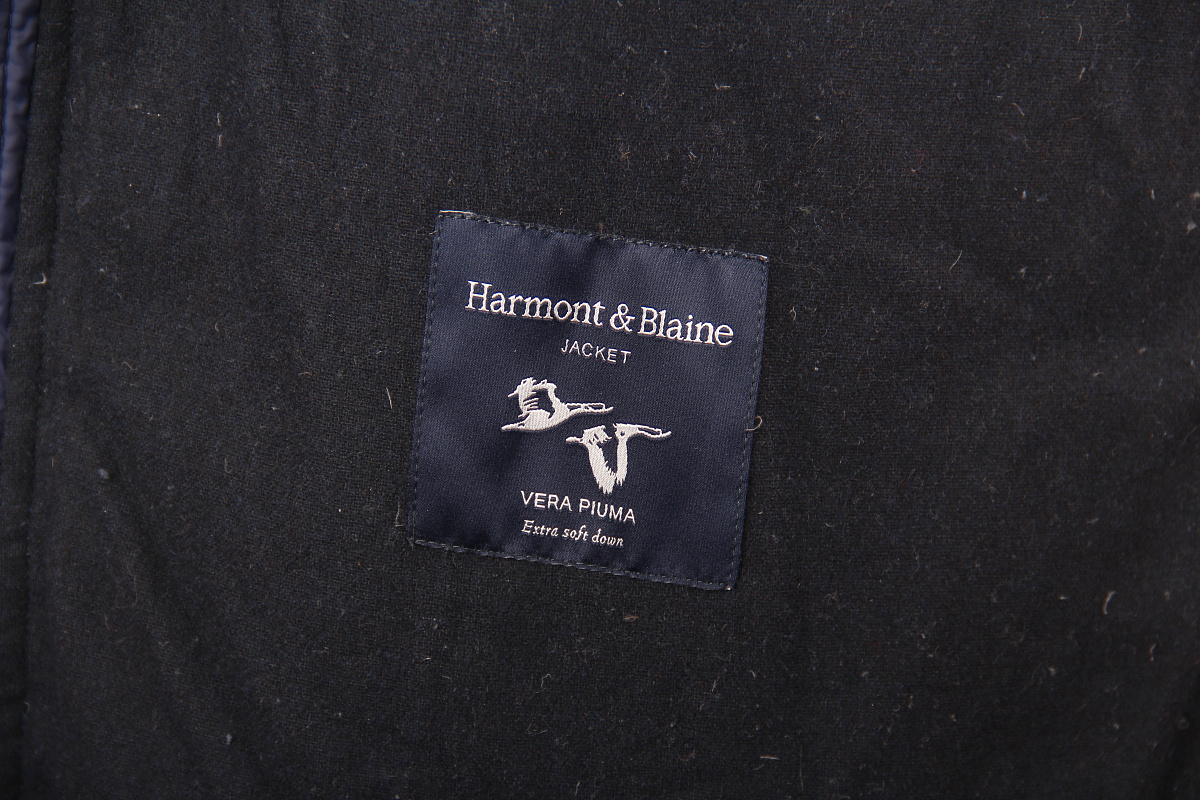 Harmont & Blaine
JACKET
VERA PIUMA
Extra soft down